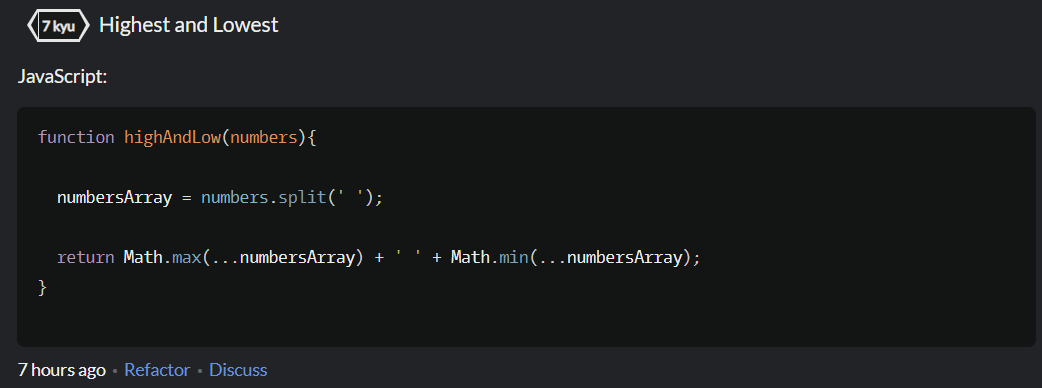 7 kyu Highest and Lowest
JavaScript:
function highAndLow(numbers){
numbersArray = numbers.split(' ');
return Math.max(...numbersArray) + ' ' + Math.min(...numbersArray);
}
7 hours ago • Refactor • Discuss